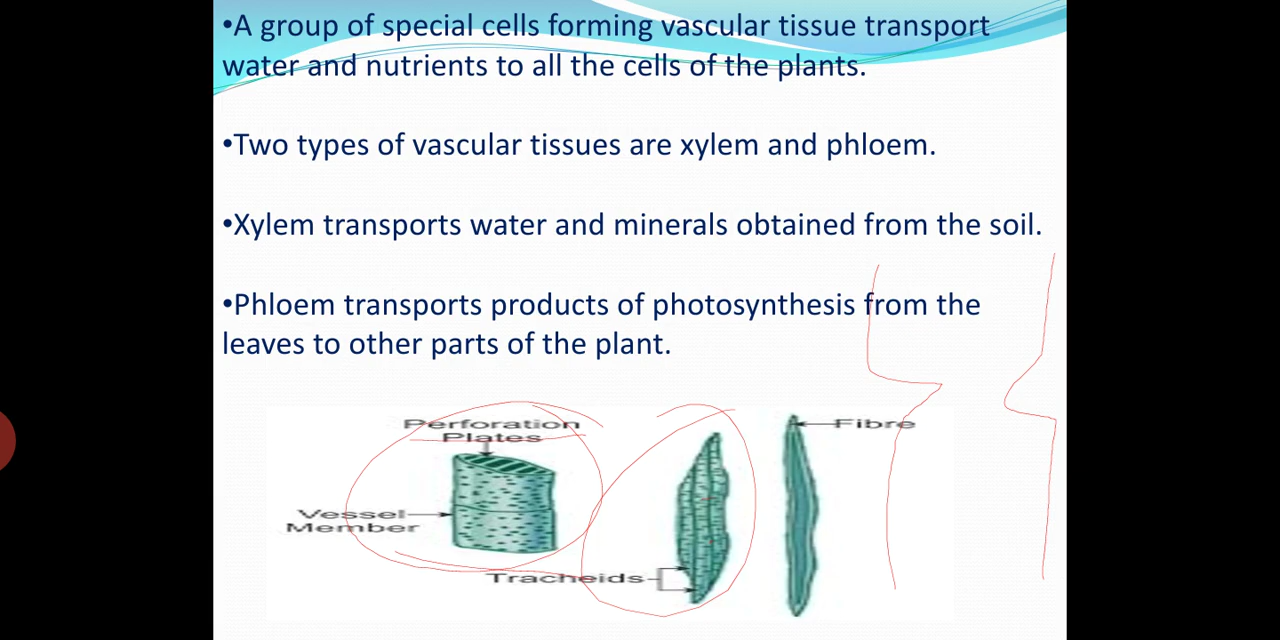 •A group of special cells forming vascular tissue transport
water and nutrients to all the cells of the plants.
•Two types of vascular tissues are xylem and phloem.
•Xylem transports water and minerals obtained from the soil.
•Phloem transports products of photosynthesis from the
leaves to other parts of the plant.
Perforation
Plates
Fibre
Vessel
Member
Tracheids